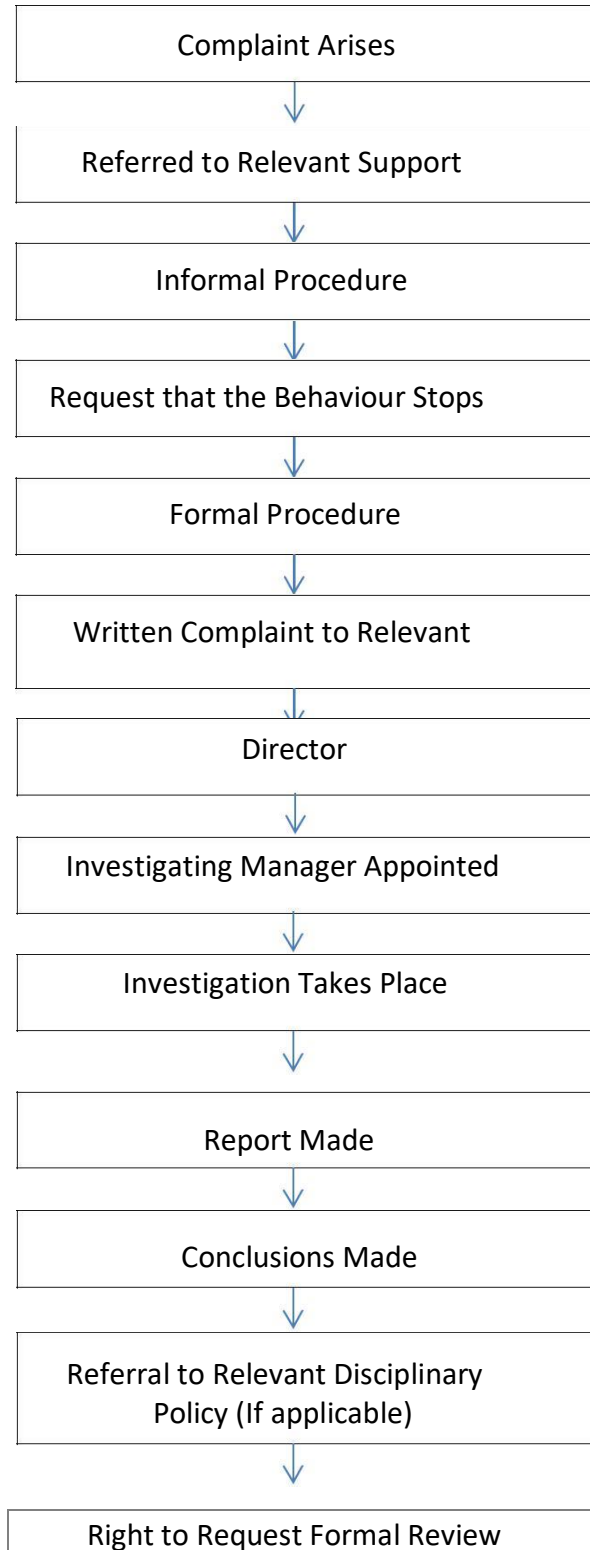 Complaint Arises
Referred to Relevant Support
Informal Procedure
Request that the Behaviour Stops
Formal Procedure
Written Complaint to Relevant
Director
Investigating Manager Appointed
Investigation Takes Place
Report Made
Conclusions Made
Referral to Relevant Disciplinary
Policy (If applicable)
Right to Request Formal Review